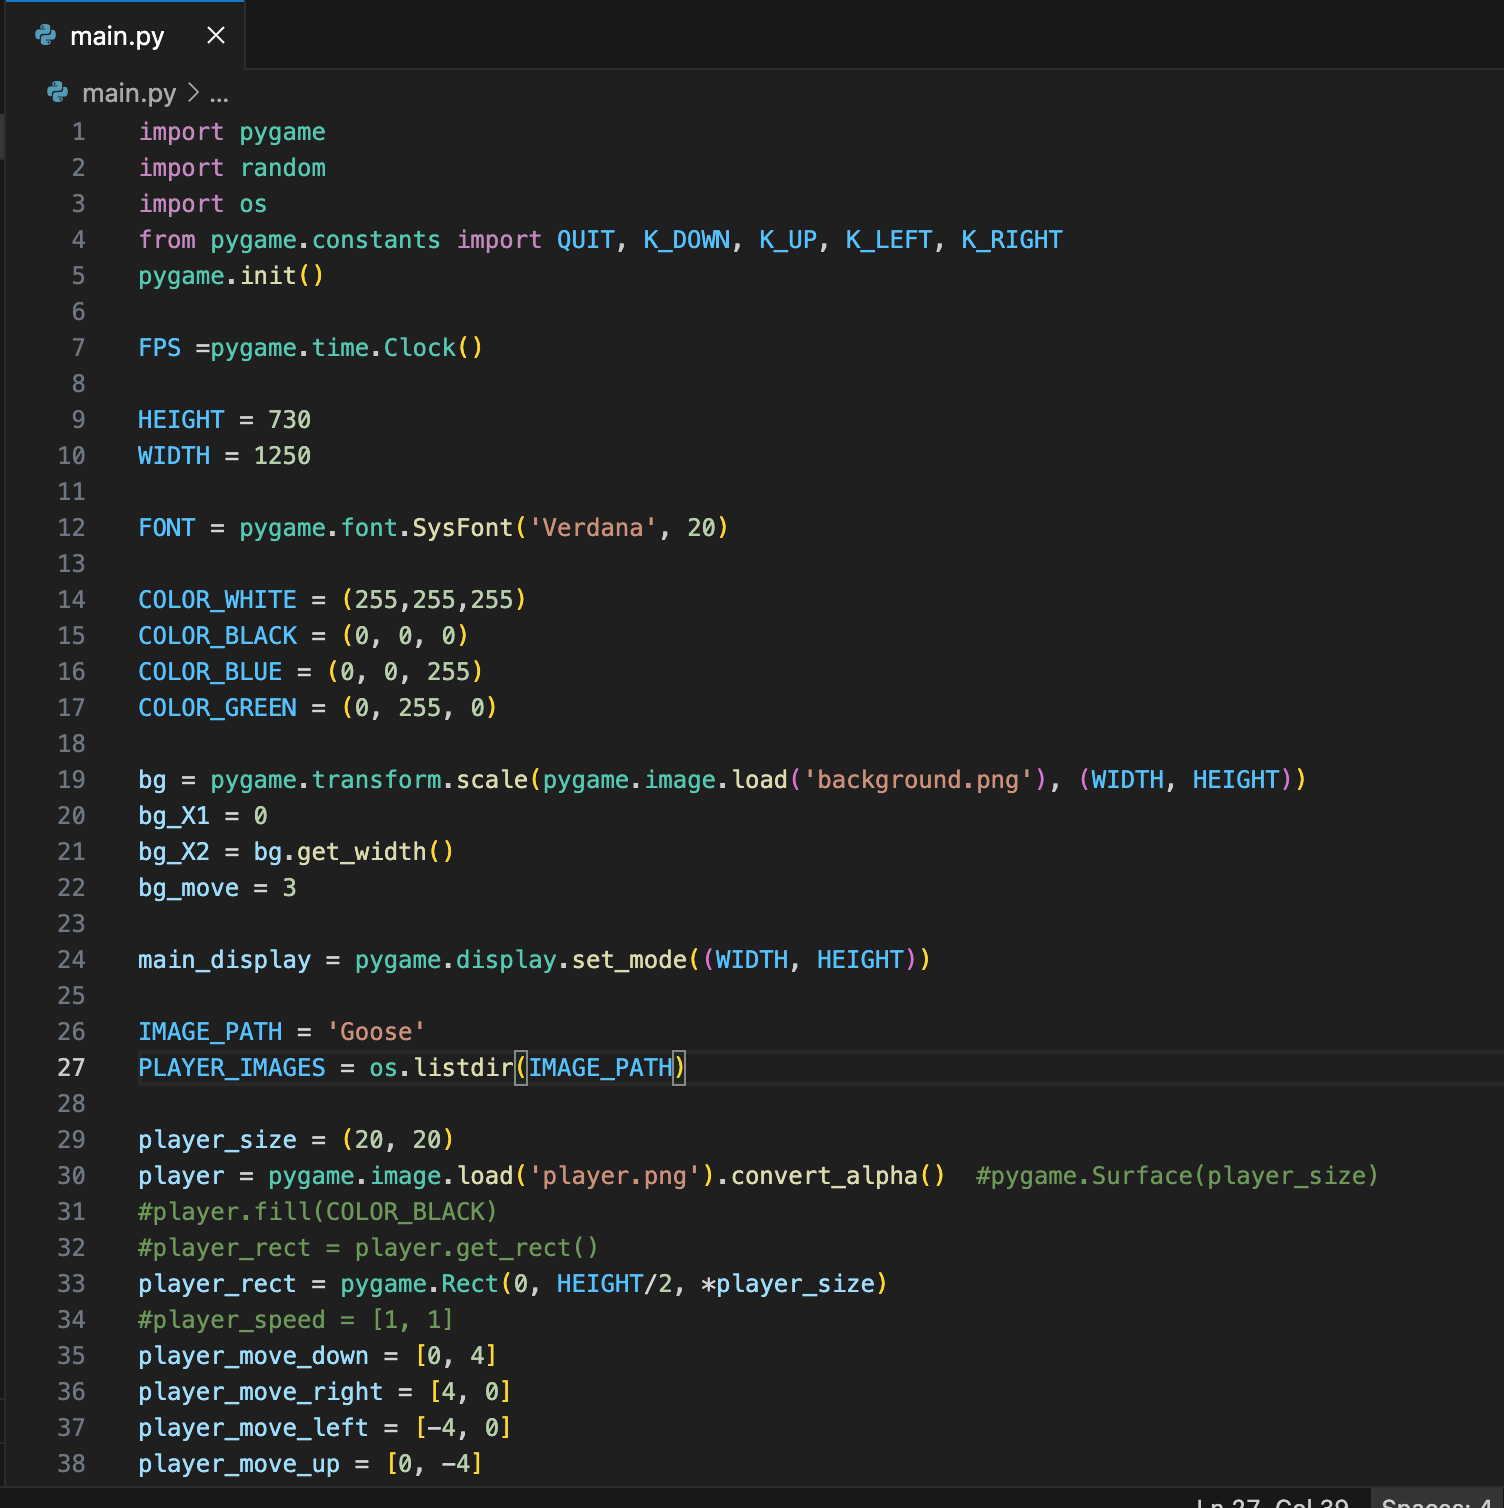 main.py
main.py > ...
1 import pygame
2 import random
3 import os
4 from pygame.constants import QUIT, K_DOWN, K_UP, K_LEFT, K_RIGHT
5 pygame.init()
6
7 FPS =pygame.time.Clock()
8
9 HEIGHT = 730
10 WIDTH = 1250
11
12 FONT = pygame.font.SysFont('Verdana', 20)
13
14 COLOR_WHITE = (255,255,255)
15 COLOR_BLACK = (0, 0, 0)
16 COLOR_BLUE = (0, 0, 255)
17 COLOR_GREEN = (0, 255, 0)
18
19 bg = pygame.transform.scale(pygame.image.load('background.png'), (WIDTH, HEIGHT))
20 bg_X1 = 0
21 bg_X2 = bg.get_width()
22 bg_move = 3
23
24 main_display = pygame.display.set_mode((WIDTH, HEIGHT))
25
26 IMAGE_PATH = 'Goose'
27 PLAYER_IMAGES = os.listdir(IMAGE_PATH)
28
29 player_size = (20, 20)
30 player = pygame.image.load('player.png').convert_alpha()  #pygame.Surface(player_size)
31 #player.fill(COLOR_BLACK)
32 #player_rect = player.get_rect()
33 player_rect = pygame.Rect(0, HEIGHT/2, *player_size)
34 #player_speed = [1, 1]
35 player_move_down = [0, 4]
36 player_move_right = [4, 0]
37 player_move_left = [-4, 0]
38 player_move_up = [0, -4]
Ln 27, Col 39 Spaces: 4